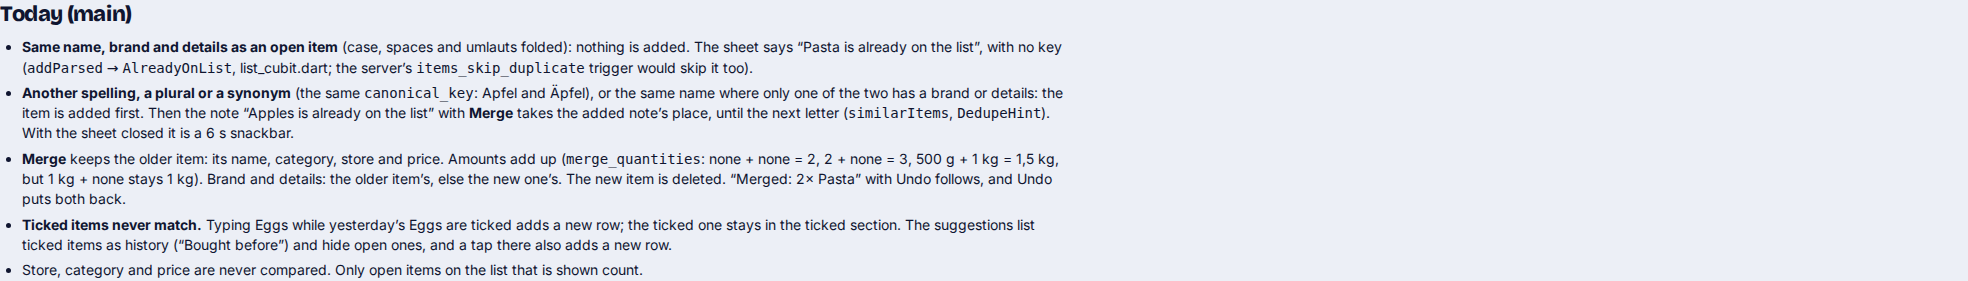 Today (main)
• Same name, brand and details as an open item (case, spaces and umlauts folded): nothing is added. The sheet says “Pasta is already on the list”, with no key
(addParsed → AlreadyOnList, list_cubit.dart; the server’s items_skip_duplicate trigger would skip it too).
• Another spelling, a plural or a synonym (the same canonical_key: Apfel and Äpfel), or the same name where only one of the two has a brand or details: the
item is added first. Then the note “Apples is already on the list” with Merge takes the added note’s place, until the next letter (similarItems, DedupeHint).
With the sheet closed it is a 6 s snackbar.
• Merge keeps the older item: its name, category, store and price. Amounts add up (merge_quantities: none + none = 2, 2 + none = 3, 500 g + 1 kg = 1,5 kg,
but 1 kg + none stays 1 kg). Brand and details: the older item’s, else the new one’s. The new item is deleted. “Merged: 2× Pasta” with Undo follows, and Undo
puts both back.
• Ticked items never match. Typing Eggs while yesterday’s Eggs are ticked adds a new row; the ticked one stays in the ticked section. The suggestions list
ticked items as history (“Bought before”) and hide open ones, and a tap there also adds a new row.
• Store, category and price are never compared. Only open items on the list that is shown count.